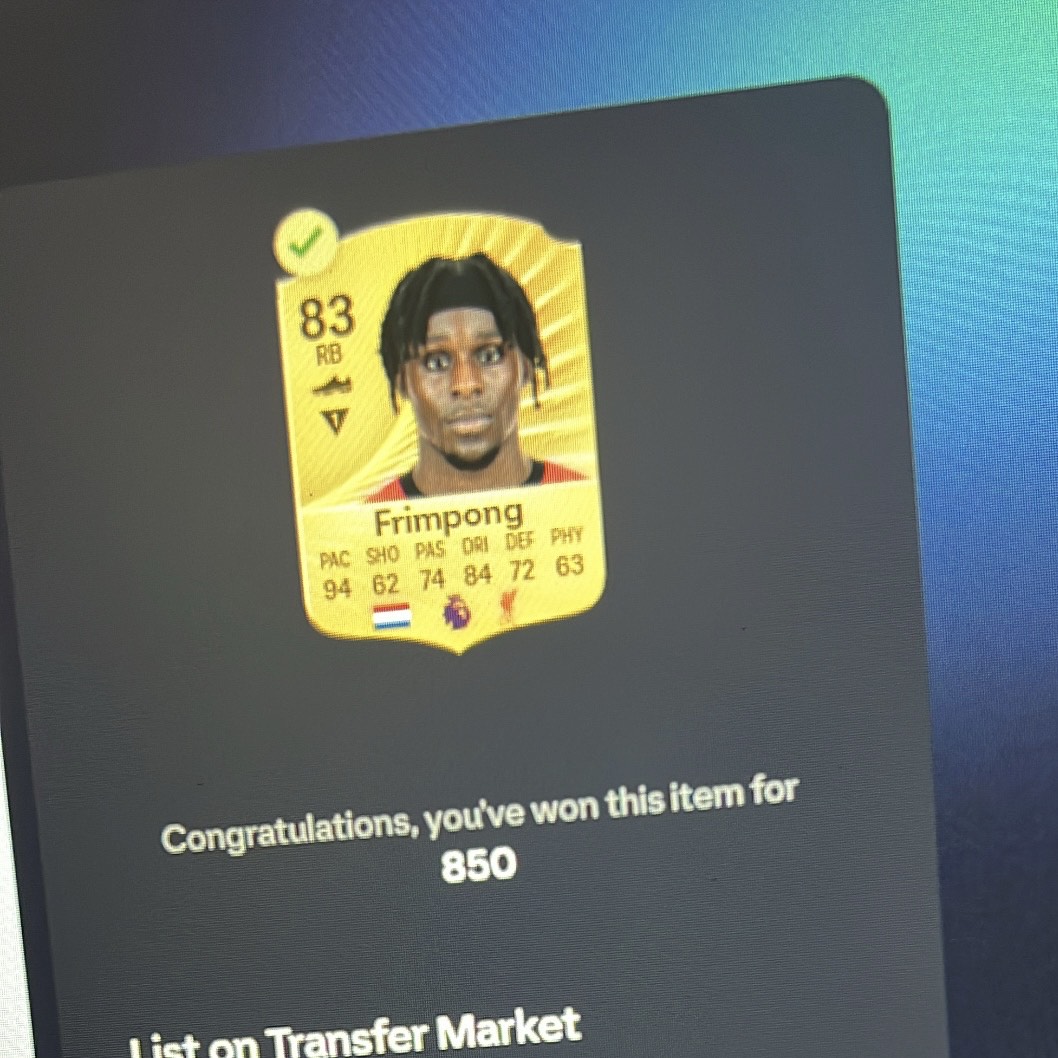 83
RB
Frimpong
PAC SHO PAS DRI DEF PHY
94 62 74 84 72 63
Congratulations, you've won this item for
850
List on Transfer Market